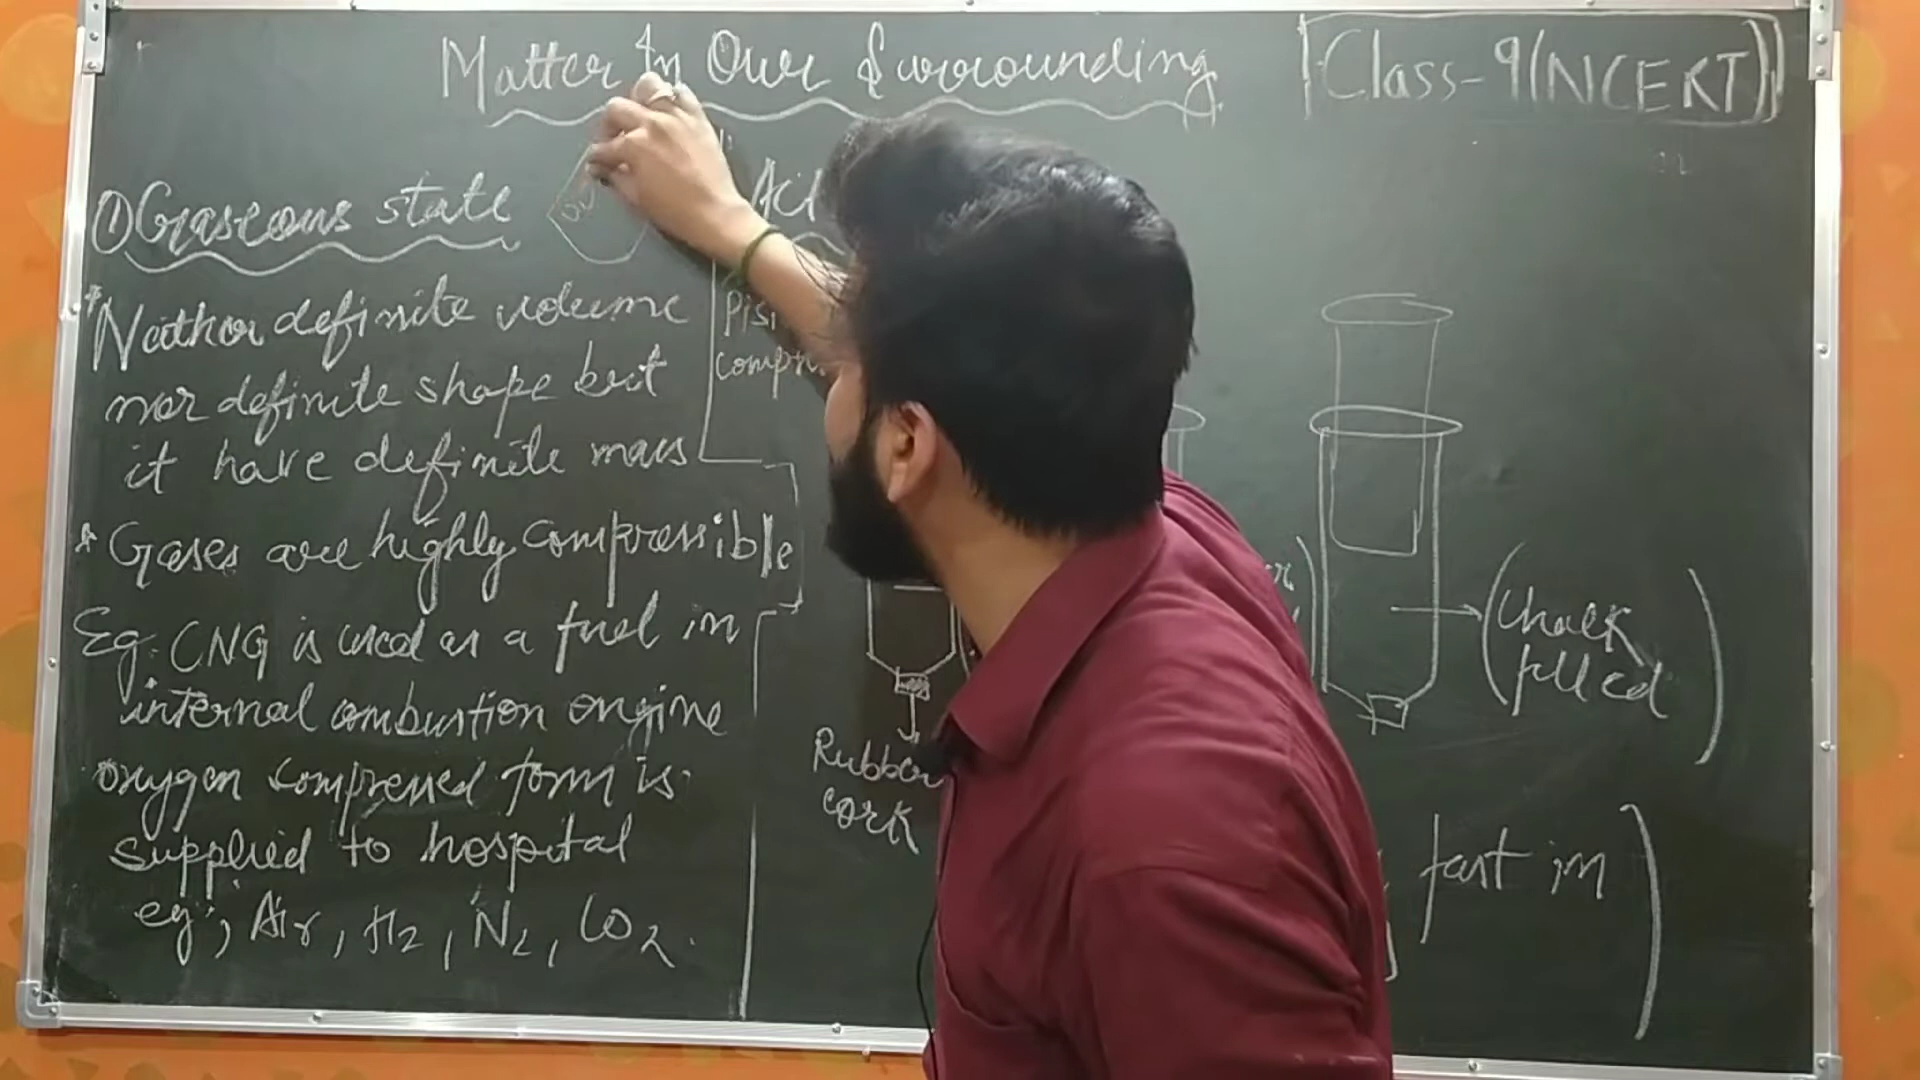 Matter In Our Surrounding
Class-9(NCERT)
① Gaseous state
* Neither definite volume
nor definite shape but
it have definite mass
* Gases are highly compressible
Eg. CNG is used as a fuel in
internal combustion engine
oxygen compressed form is
supplied to hospital
eg; Air, H2, N2, CO2.
Rubber
cork
(Chalk
filled)
fast in)